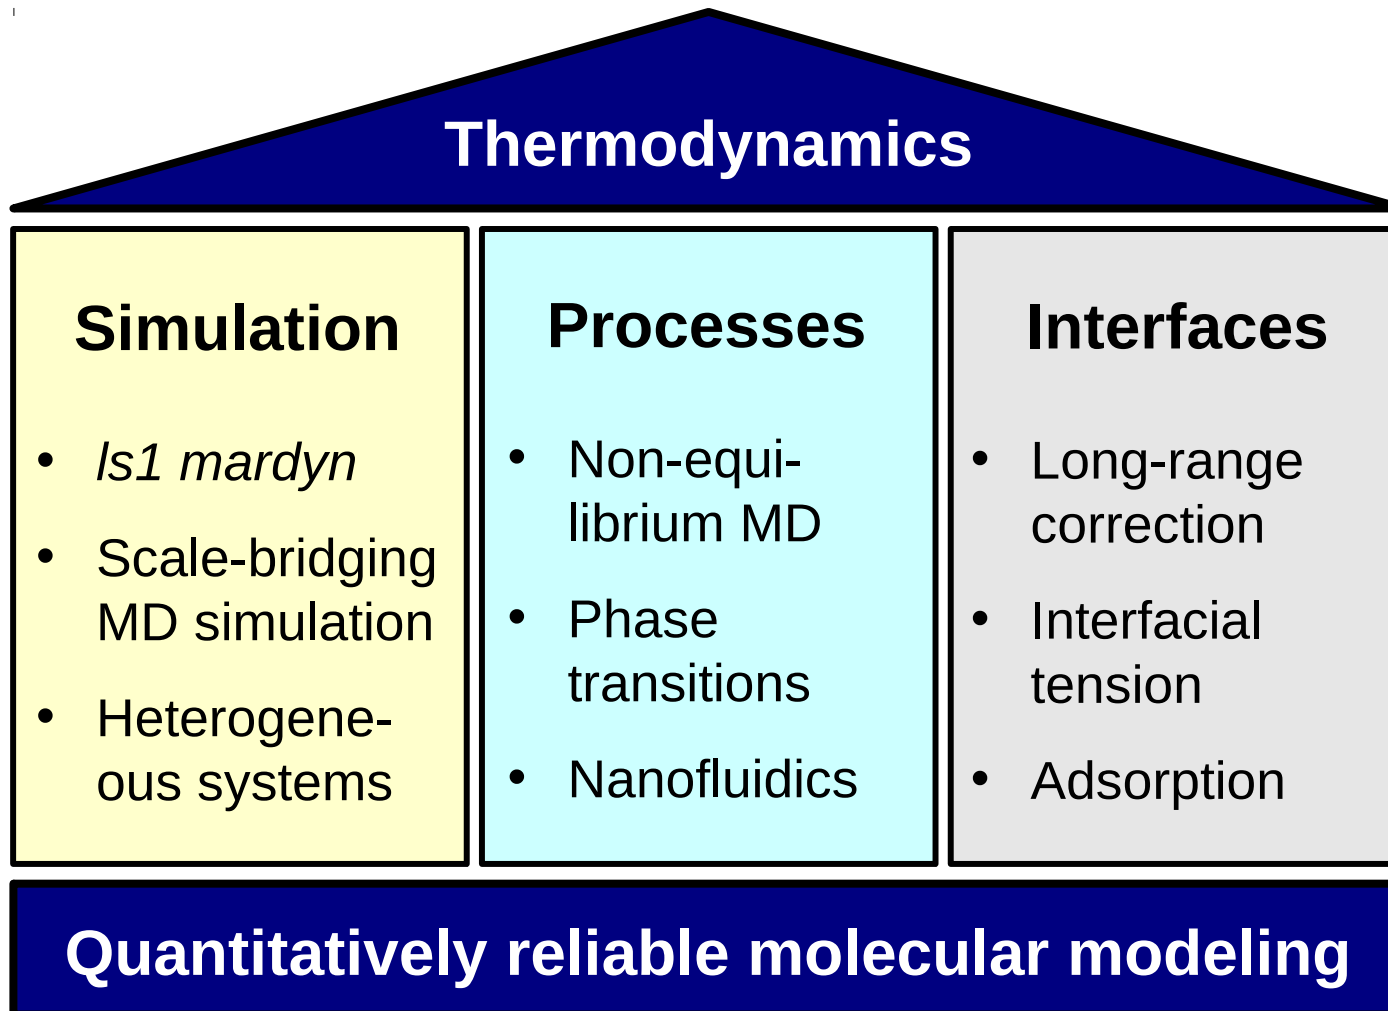 Thermodynamics
Simulation
• ls1 mardyn
• Scale-bridging
MD simulation
• Heterogene-
ous systems
Processes
• Non-equi-
librium MD
• Phase
transitions
• Nanofluidics
Interfaces
• Long-range
correction
• Interfacial
tension
• Adsorption
Quantitatively reliable molecular modeling